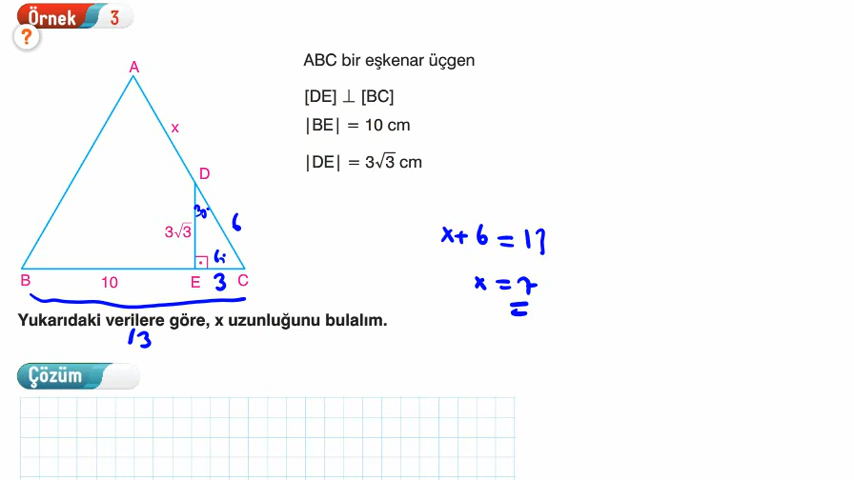 Örnek 3
?
ABC bir eşkenar üçgen
[DE] ⊥ [BC]
|BE| = 10 cm
|DE| = 3√3 cm
A
x
D
30°
6
3√3
B 10 E 3 C
13
x + 6 = 13
x = 7
Yukarıdaki verilere göre, x uzunluğunu bulalım.
Çözüm